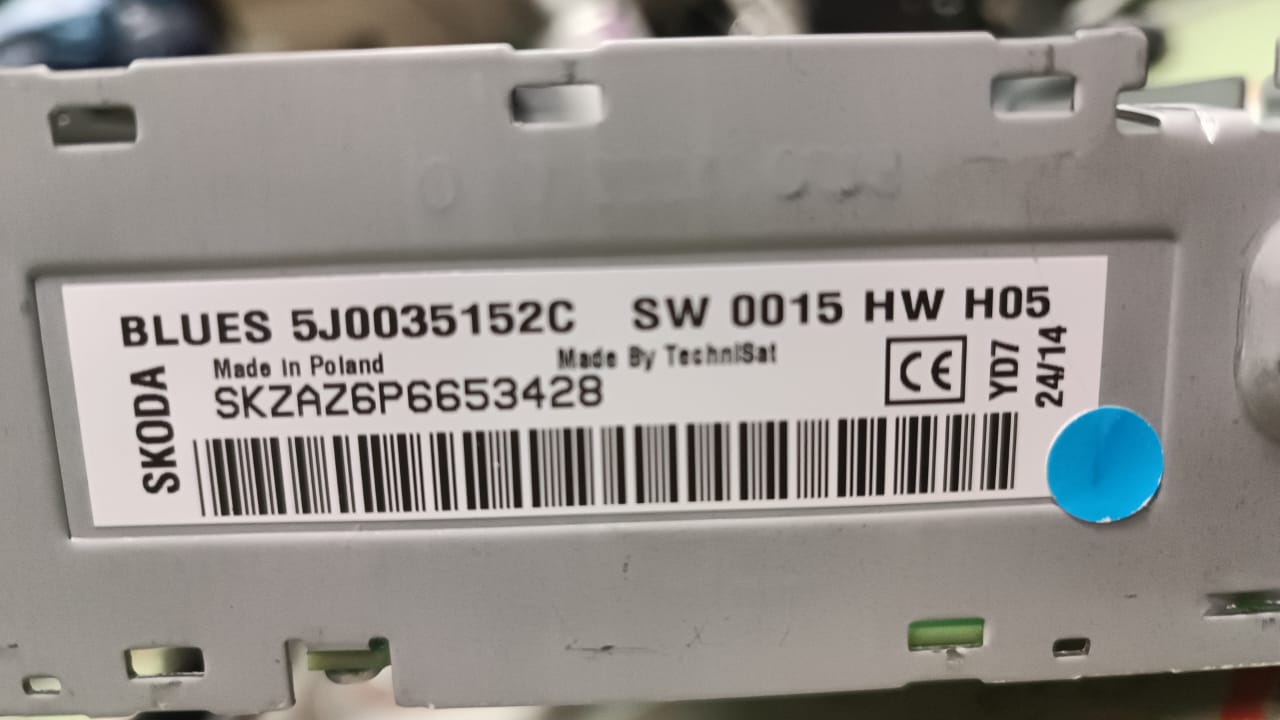 BLUES 5J0035152C SW 0015 HW H05
Made In Poland Made By TechniSat
SKZAZ6P6653428
SKODA
CE
YD7
24/14